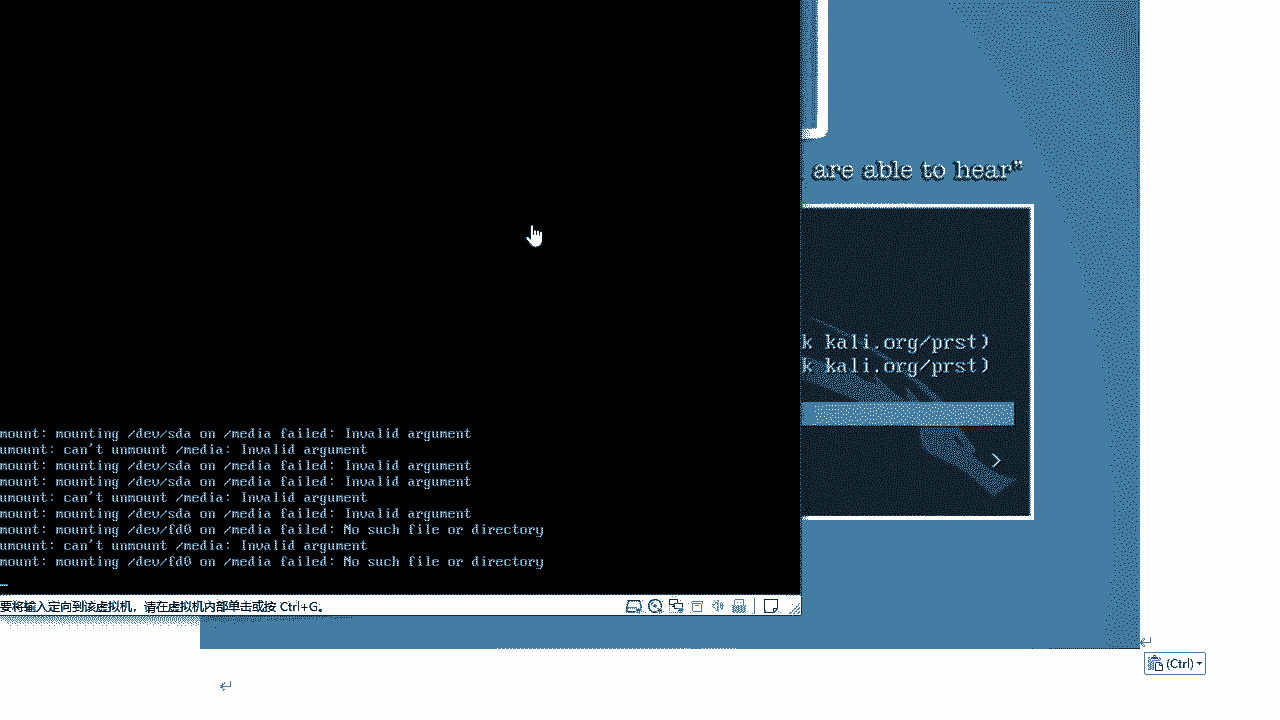 are able to hear”
k kali.org/prst)
k kali.org/prst)
mount: mounting /dev/sda on /media failed: Invalid argument
umount: can't unmount /media: Invalid argument
mount: mounting /dev/sda on /media failed: Invalid argument
mount: mounting /dev/sda on /media failed: Invalid argument
umount: can't unmount /media: Invalid argument
mount: mounting /dev/sda on /media failed: Invalid argument
mount: mounting /dev/fd0 on /media failed: No such file or directory
umount: can't unmount /media: Invalid argument
mount: mounting /dev/fd0 on /media failed: No such file or directory
要将输入定向到该虚拟机，请在虚拟机内部单击或按 Ctrl+G。
(Ctrl)